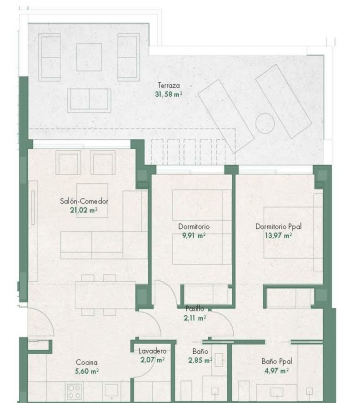 Terraza
31,58 m²
Salón-Comedor
21,02 m²
Dormitorio
9,91 m²
Dormitorio Ppal
13,97 m²
Pasillo
2,11 m²
Cocina
5,60 m²
Lavadero
2,07 m²
Baño
2,85 m²
Baño Ppal
4,97 m²